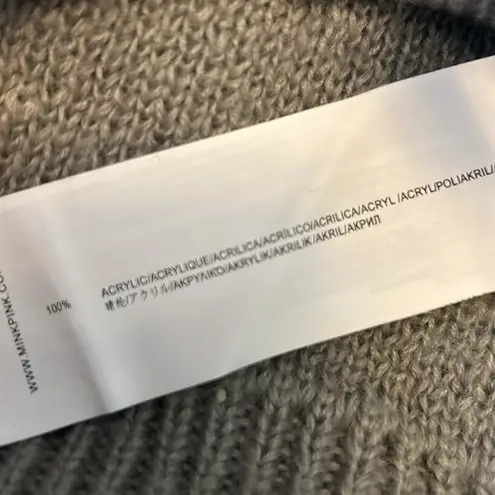 100%
ACRYLIC/ACRYLIQUE/ACRILICA/ACRÍLICO/ACRILICA/ACRYL /ACRYL/POLIAKRIL/
腈纶/アクリル/ΑΚΡΥΛΙΚΟ/AKRYLIK/AKRILIK /AKRIL/АКРИЛ
WWW.MINKPINK.CO